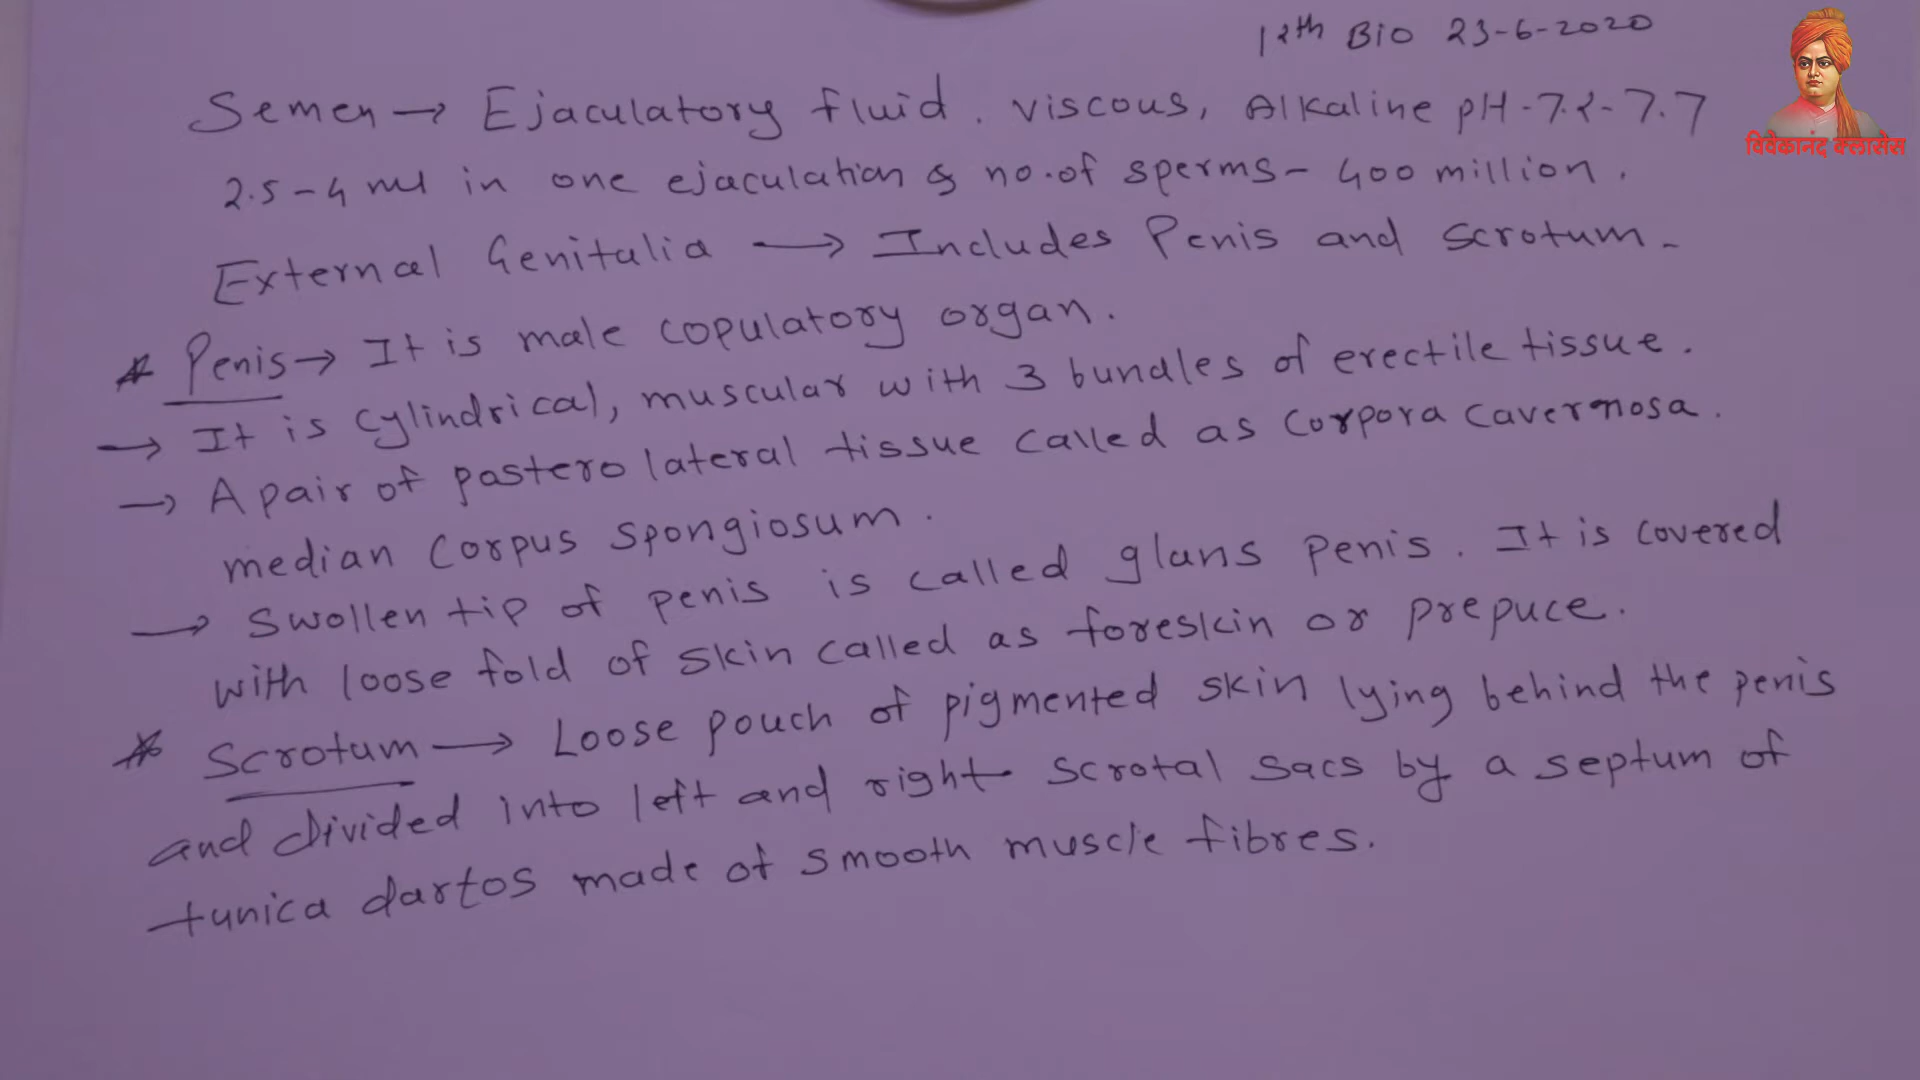 12th Bio 23-6-2020
विवेकानंद क्लासेस
Semen → Ejaculatory fluid. viscous, Alkaline pH-7.2-7.7
2.5-4 ml in one ejaculation & no.of sperms- 400 million.
External Genitalia → Includes Penis and scrotum-
* Penis → It is male copulatory organ.
→ It is cylindrical, muscular with 3 bundles of erectile tissue.
→ A pair of postero lateral tissue called as Corpora cavernosa.
median Corpus spongiosum.
→ Swollen tip of penis is called glans penis. It is covered
with loose fold of skin called as foreskin or prepuce.
* Scrotum → Loose pouch of pigmented skin lying behind the penis
and divided into left and right scrotal sacs by a septum of
tunica dartos made of smooth muscle fibres.